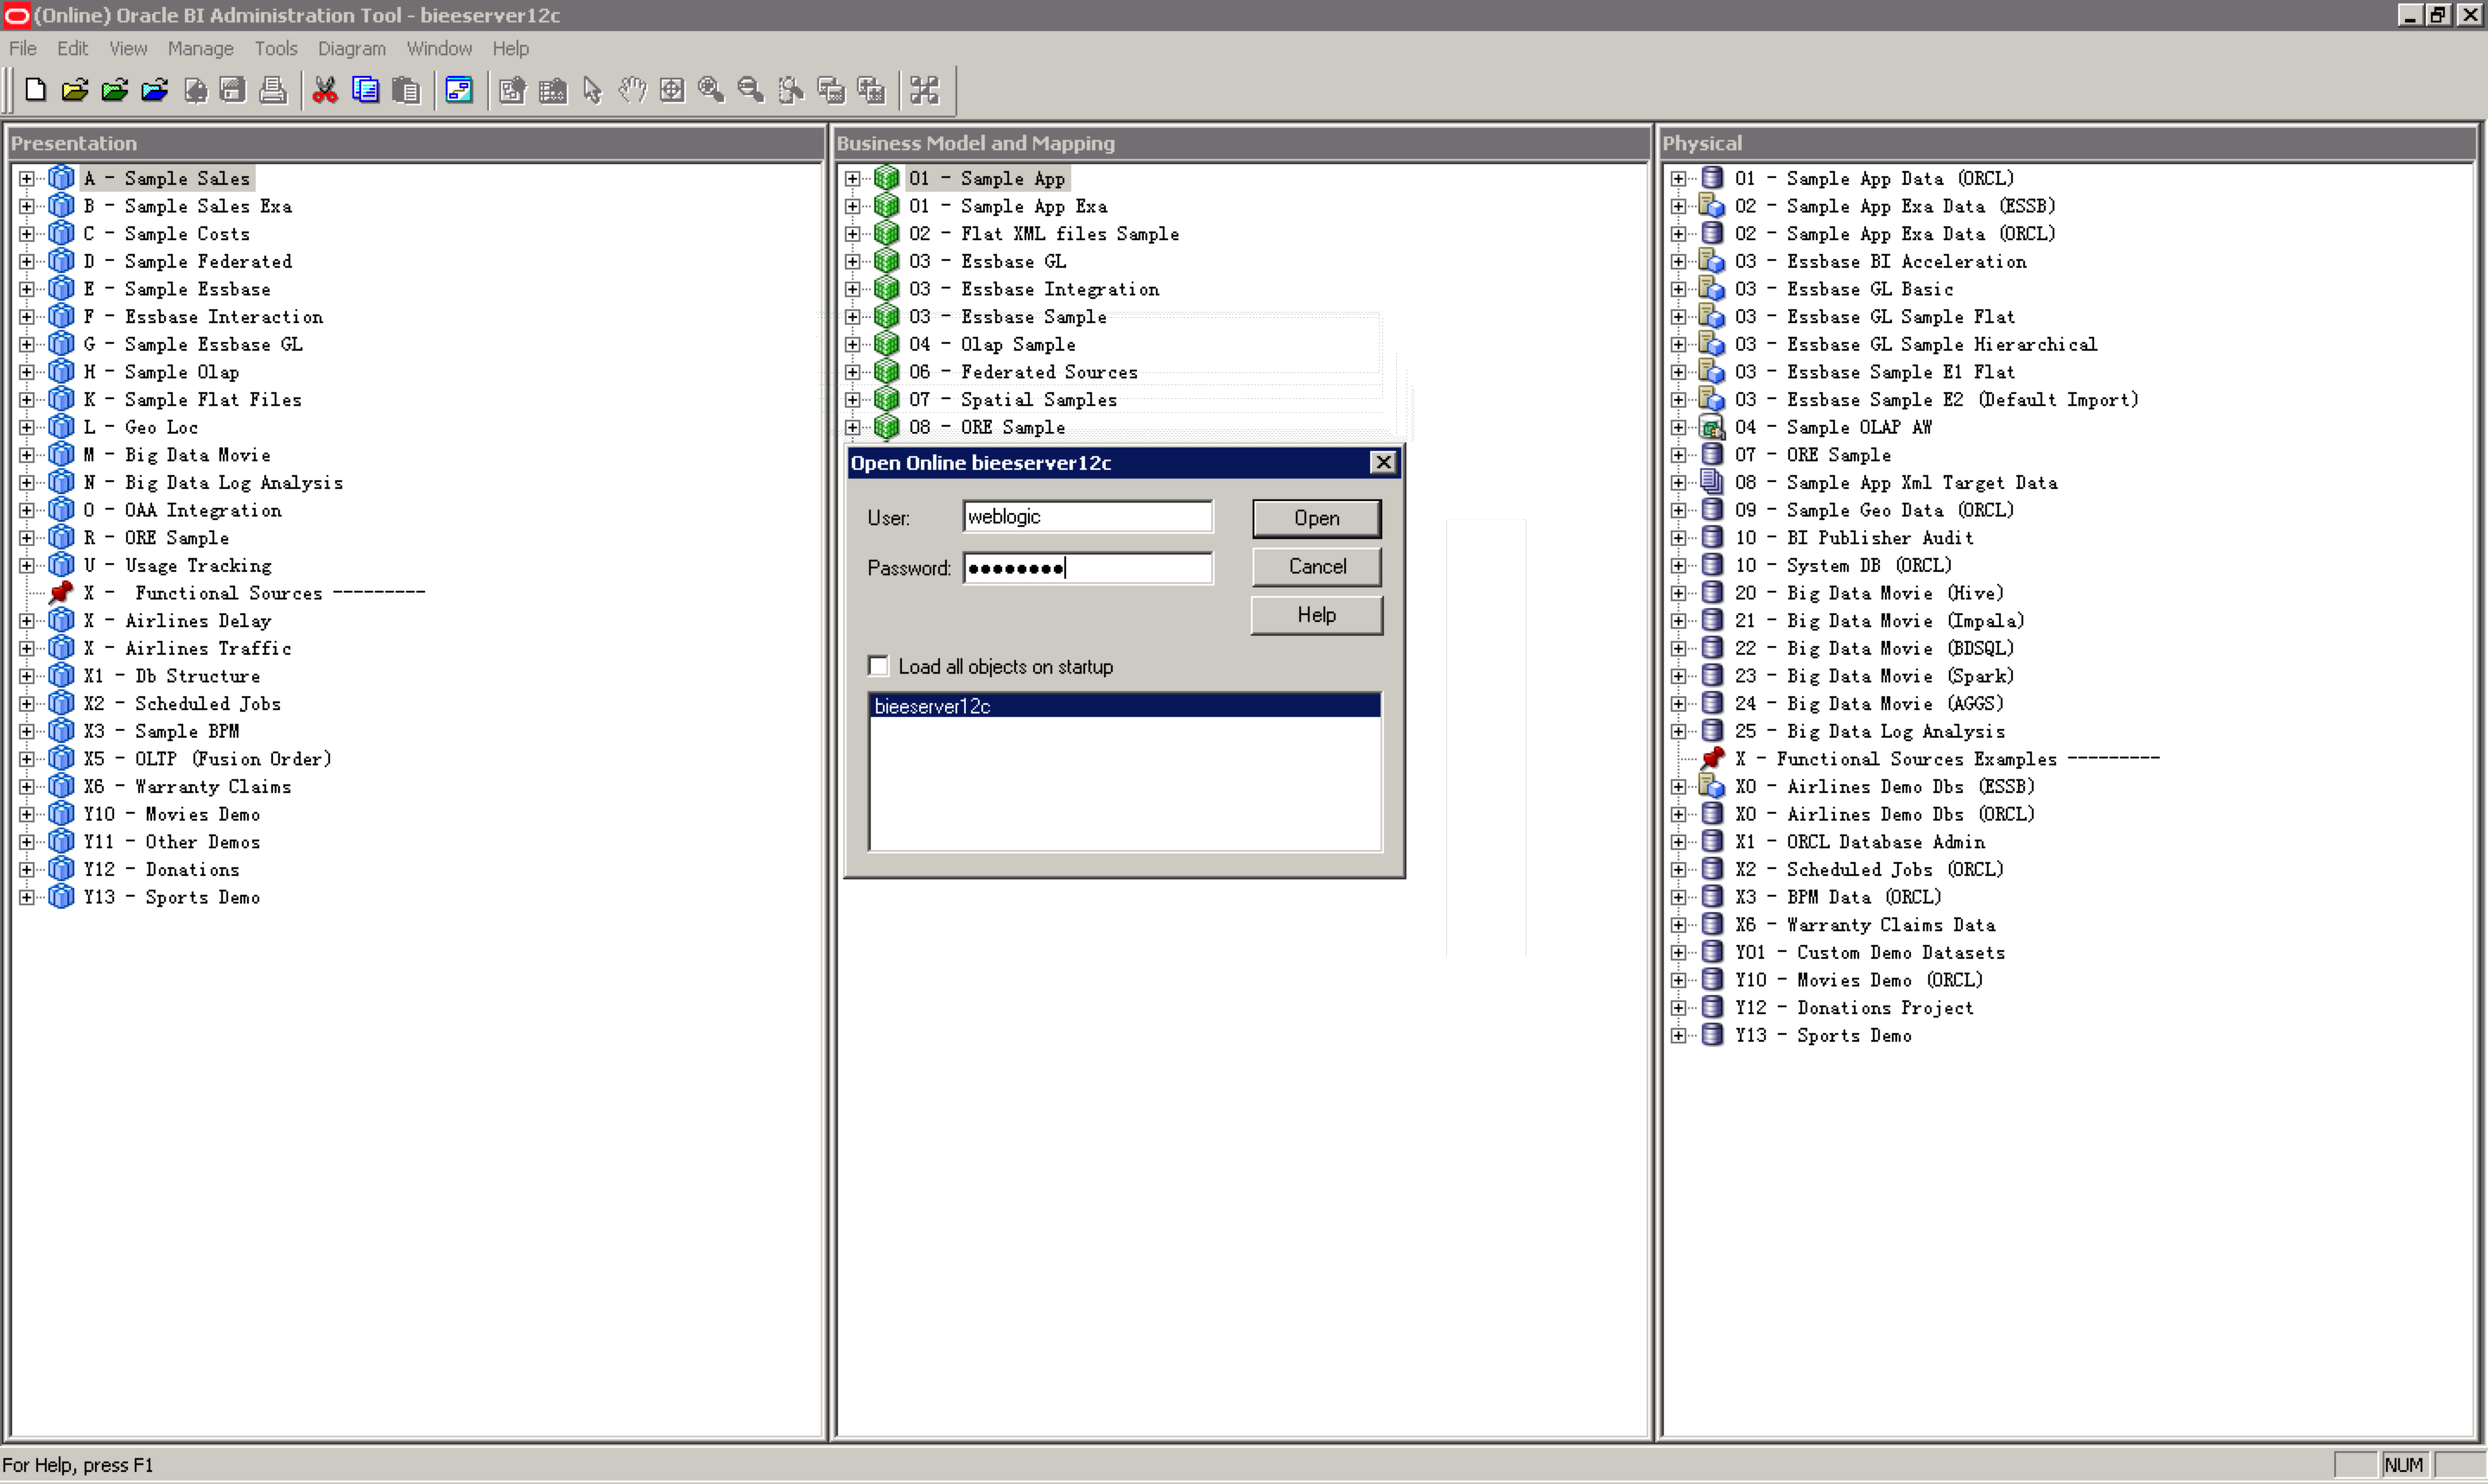 (Online) Oracle BI Administration Tool - bieeserver12c
File Edit View Manage Tools Diagram Window Help
Presentation
A - Sample Sales
B - Sample Sales Exa
C - Sample Costs
D - Sample Federated
E - Sample Essbase
F - Essbase Interaction
G - Sample Essbase GL
H - Sample Olap
K - Sample Flat Files
L - Geo Loc
M - Big Data Movie
N - Big Data Log Analysis
O - OAA Integration
R - ORE Sample
U - Usage Tracking
X - Functional Sources ---------
X - Airlines Delay
X - Airlines Traffic
X1 - Db Structure
X2 - Scheduled Jobs
X3 - Sample BPM
X5 - OLTP (Fusion Order)
X6 - Warranty Claims
Y10 - Movies Demo
Y11 - Other Demos
Y12 - Donations
Y13 - Sports Demo
Business Model and Mapping
01 - Sample App
01 - Sample App Exa
02 - Flat XML files Sample
03 - Essbase GL
03 - Essbase Integration
03 - Essbase Sample
04 - Olap Sample
06 - Federated Sources
07 - Spatial Samples
08 - ORE Sample
Open Online bieeserver12c
User: weblogic Open
Password: ●●●●●●●● Cancel
Help
Load all objects on startup
bieeserver12c
Physical
01 - Sample App Data (ORCL)
02 - Sample App Exa Data (ESSB)
02 - Sample App Exa Data (ORCL)
03 - Essbase BI Acceleration
03 - Essbase GL Basic
03 - Essbase GL Sample Flat
03 - Essbase GL Sample Hierarchical
03 - Essbase Sample E1 Flat
03 - Essbase Sample E2 (Default Import)
04 - Sample OLAP AW
07 - ORE Sample
08 - Sample App Xml Target Data
09 - Sample Geo Data (ORCL)
10 - BI Publisher Audit
10 - System DB (ORCL)
20 - Big Data Movie (Hive)
21 - Big Data Movie (Impala)
22 - Big Data Movie (BDSQL)
23 - Big Data Movie (Spark)
24 - Big Data Movie (AGGS)
25 - Big Data Log Analysis
X - Functional Sources Examples ---------
X0 - Airlines Demo Dbs (ESSB)
X0 - Airlines Demo Dbs (ORCL)
X1 - ORCL Database Admin
X2 - Scheduled Jobs (ORCL)
X3 - BPM Data (ORCL)
X6 - Warranty Claims Data
Y01 - Custom Demo Datasets
Y10 - Movies Demo (ORCL)
Y12 - Donations Project
Y13 - Sports Demo
For Help, press F1
NUM